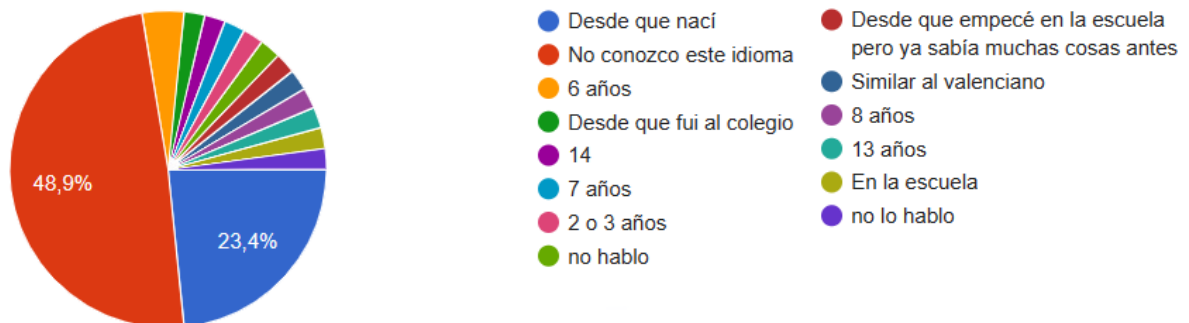 48,9%
23,4%
Desde que nací
No conozco este idioma
6 años
Desde que fui al colegio
14
7 años
2 o 3 años
no hablo
Desde que empecé en la escuela
pero ya sabía muchas cosas antes
Similar al valenciano
8 años
13 años
En la escuela
no lo hablo